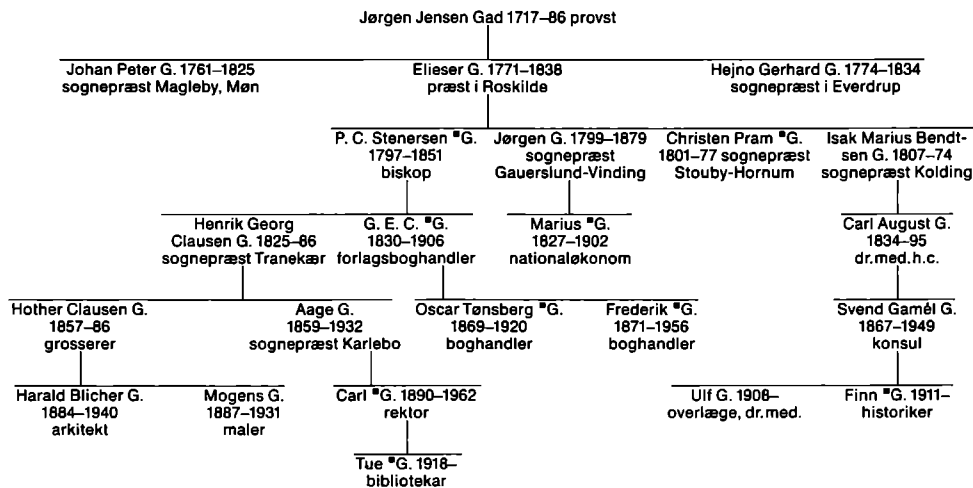 Jørgen Jensen Gad 1717–86 provst
Johan Peter G. 1761–1825
sognepræst Magleby, Møn
Elieser G. 1771–1838
præst i Roskilde
Hejno Gerhard G. 1774–1834
sognepræst i Everdrup
P. C. Stenersen ▪G.
1797–1851
biskop
Jørgen G. 1799–1879
sognepræst
Gauerslund-Vinding
Christen Pram ▪G.
1801–77 sognepræst
Stouby-Hornum
Isak Marius Bendt-
sen G. 1807–74
sognepræst Kolding
Henrik Georg
Clausen G. 1825–86
sognepræst Tranekær
G. E. C. ▪G.
1830–1906
forlagsboghandler
Marius ▪G.
1827–1902
nationaløkonom
Carl August G.
1834–95
dr.med.h.c.
Hother Clausen G.
1857–86
grosserer
Aage G.
1859–1932
sognepræst Karlebo
Oscar Tønsberg ▪G.
1869–1920
boghandler
Frederik ▪G.
1871–1956
boghandler
Svend Gamél G.
1867–1949
konsul
Harald Blicher G.
1884–1940
arkitekt
Mogens G.
1887–1931
maler
Carl ▪G. 1890–1962
rektor
Ulf G. 1908–
overlæge, dr.med.
Finn ▪G. 1911–
historiker
Tue ▪G. 1918–
bibliotekar